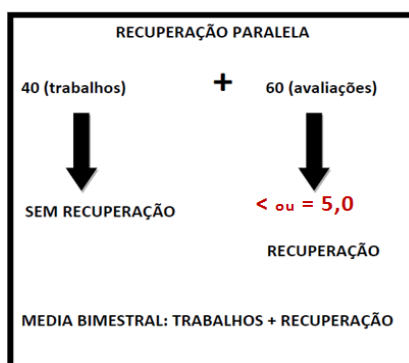 RECUPERAÇÃO PARALELA
40 (trabalhos) + 60 (avaliações)
SEM RECUPERAÇÃO
< ou = 5,0
RECUPERAÇÃO
MEDIA BIMESTRAL: TRABALHOS + RECUPERAÇÃO